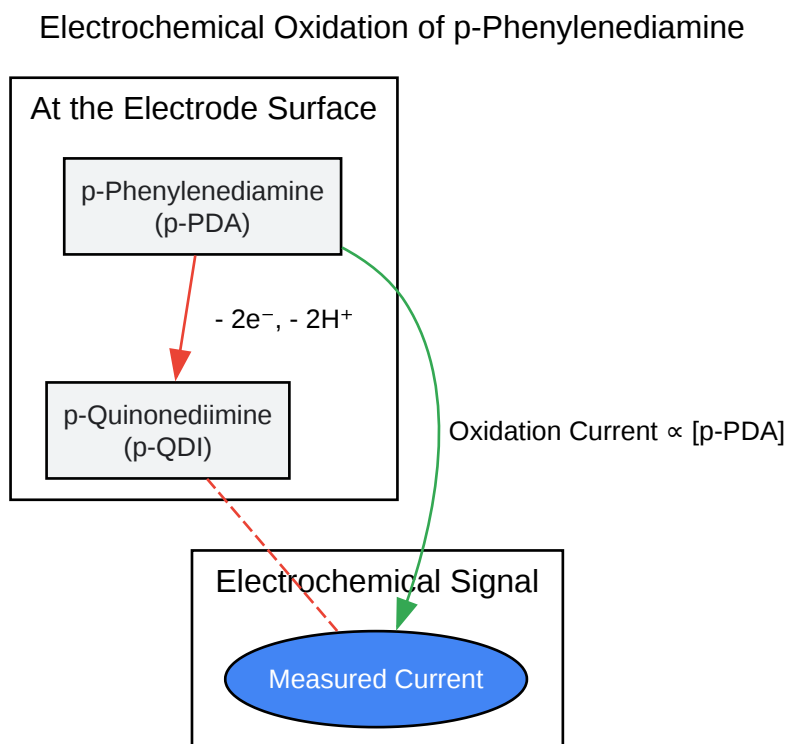 Electrochemical Oxidation of p-Phenylenediamine
At the Electrode Surface
p-Phenylenediamine
(p-PDA)
- 2e⁻, - 2H⁺
p-Quinonediimine
(p-QDI)
Oxidation Current ∝ [p-PDA]
Electrochemical Signal
Measured Current